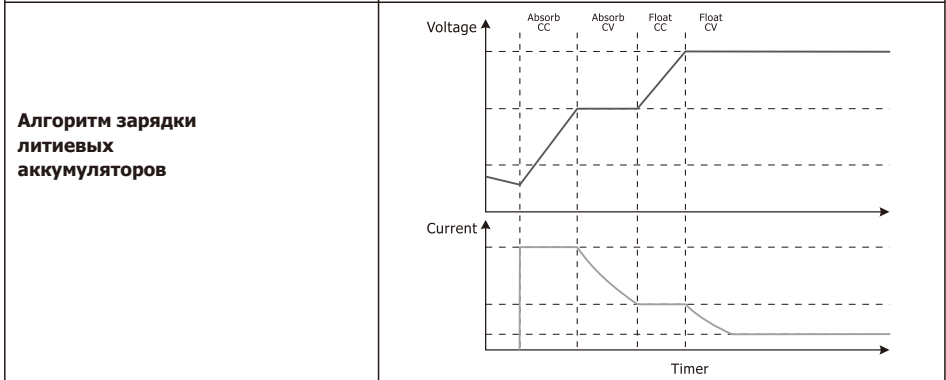 Алгоритм зарядки
литиевых
аккумуляторов
Voltage
Absorb
CC
Absorb
CV
Float
CC
Float
CV
Current
Timer